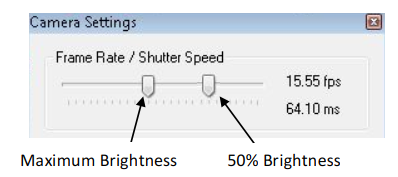 Camera Settings
Frame Rate / Shutter Speed
15.55 fps
64.10 ms
Maximum Brightness
50% Brightness